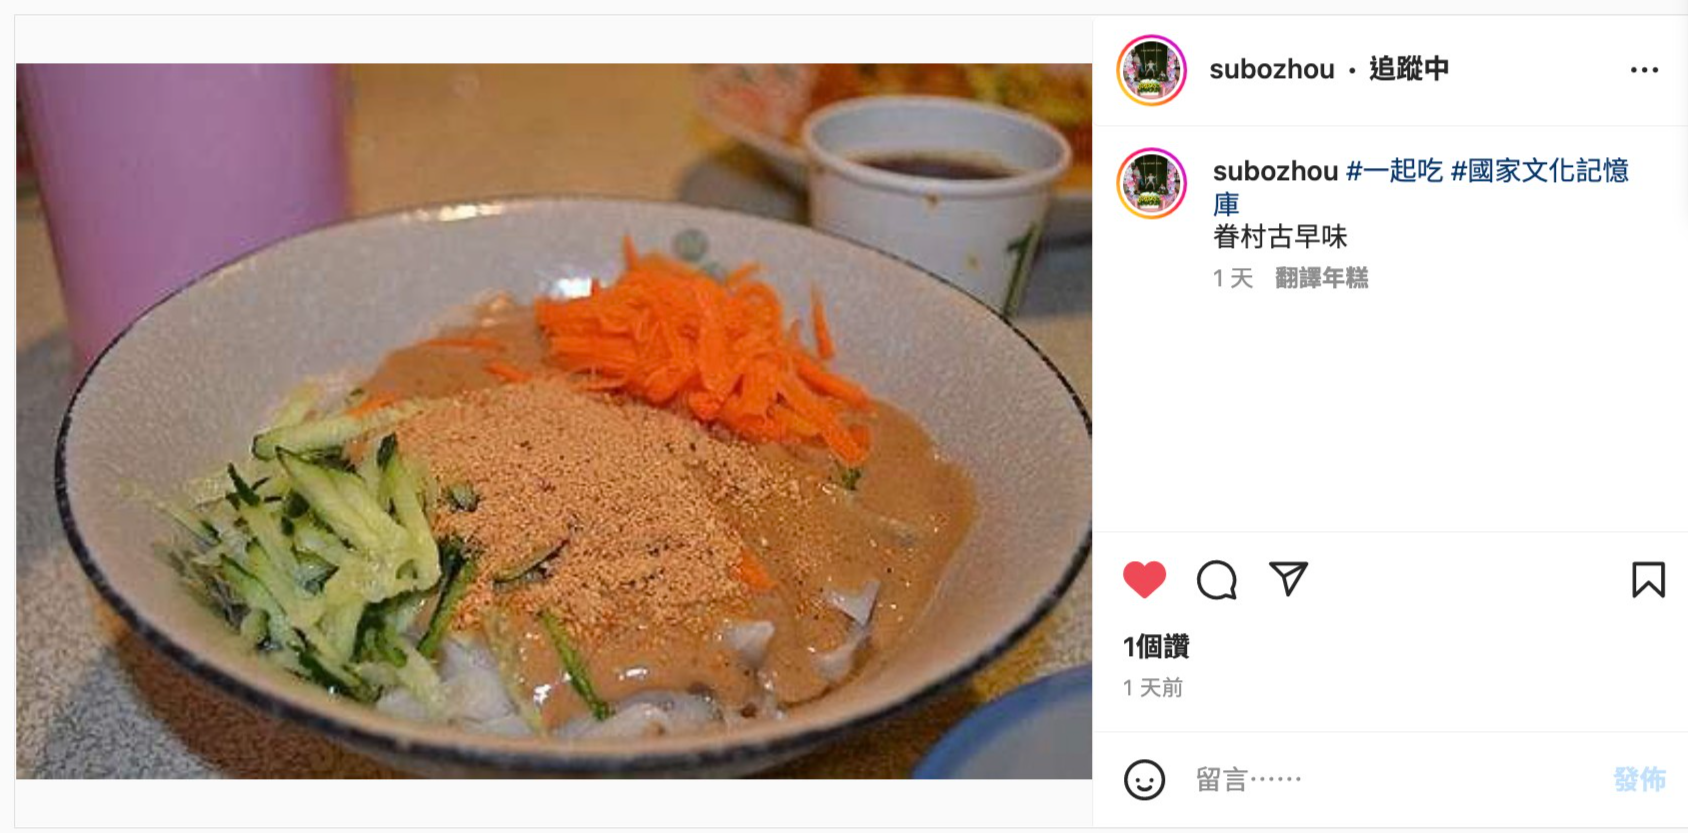 subozhou • 追蹤中
subozhou #一起吃 #國家文化記憶
庫
眷村古早味
1 天 翻譯年糕
1個讚
1 天前
留言⋯⋯
發佈